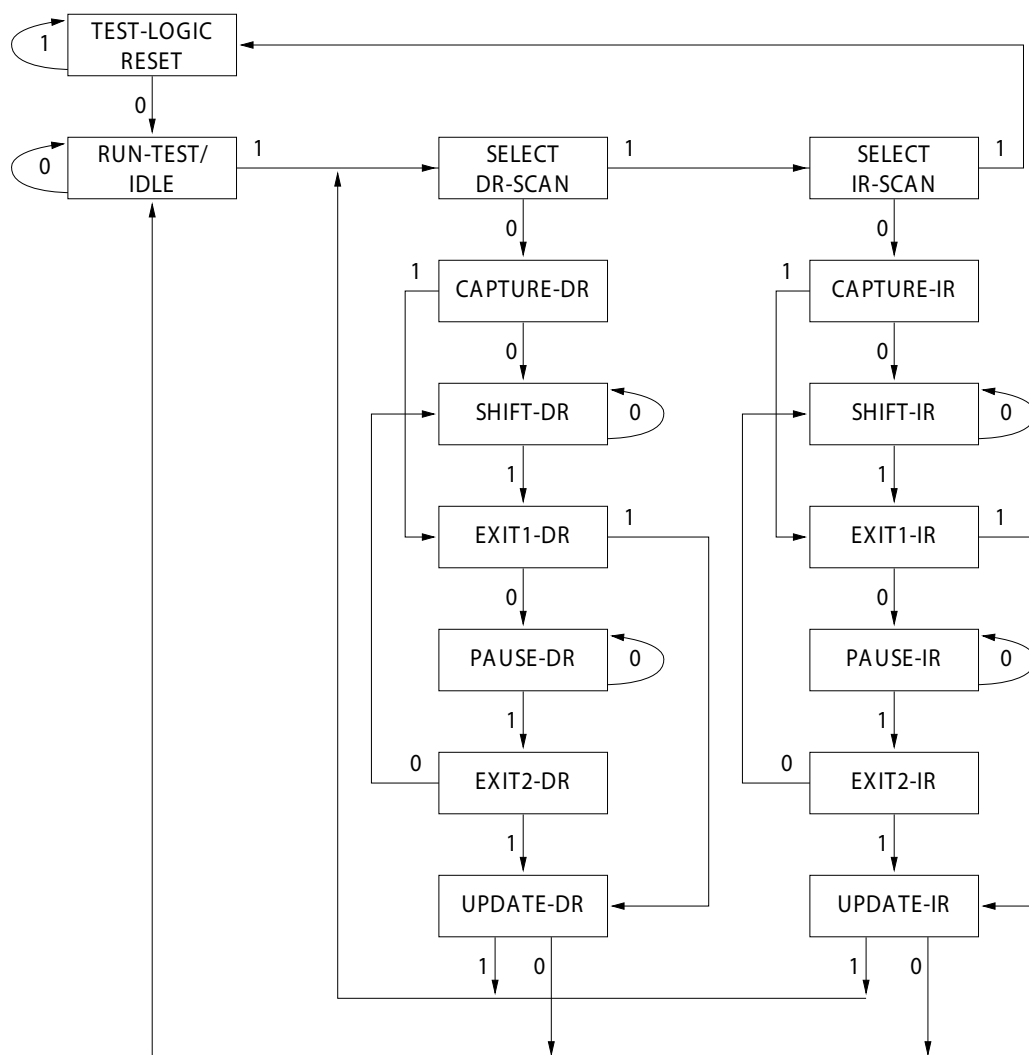 TEST-LOGIC
RESET
1
0
RUN-TEST/
IDLE
0
1
SELECT
DR-SCAN
1
SELECT
IR-SCAN
1
0
0
1
CAPTURE-DR
1
CAPTURE-IR
0
0
SHIFT-DR
0
SHIFT-IR
0
1
1
EXIT1-DR
1
EXIT1-IR
1
0
0
PAUSE-DR
0
PAUSE-IR
0
1
1
0
EXIT2-DR
0
EXIT2-IR
1
1
UPDATE-DR
UPDATE-IR
1
0
1
0